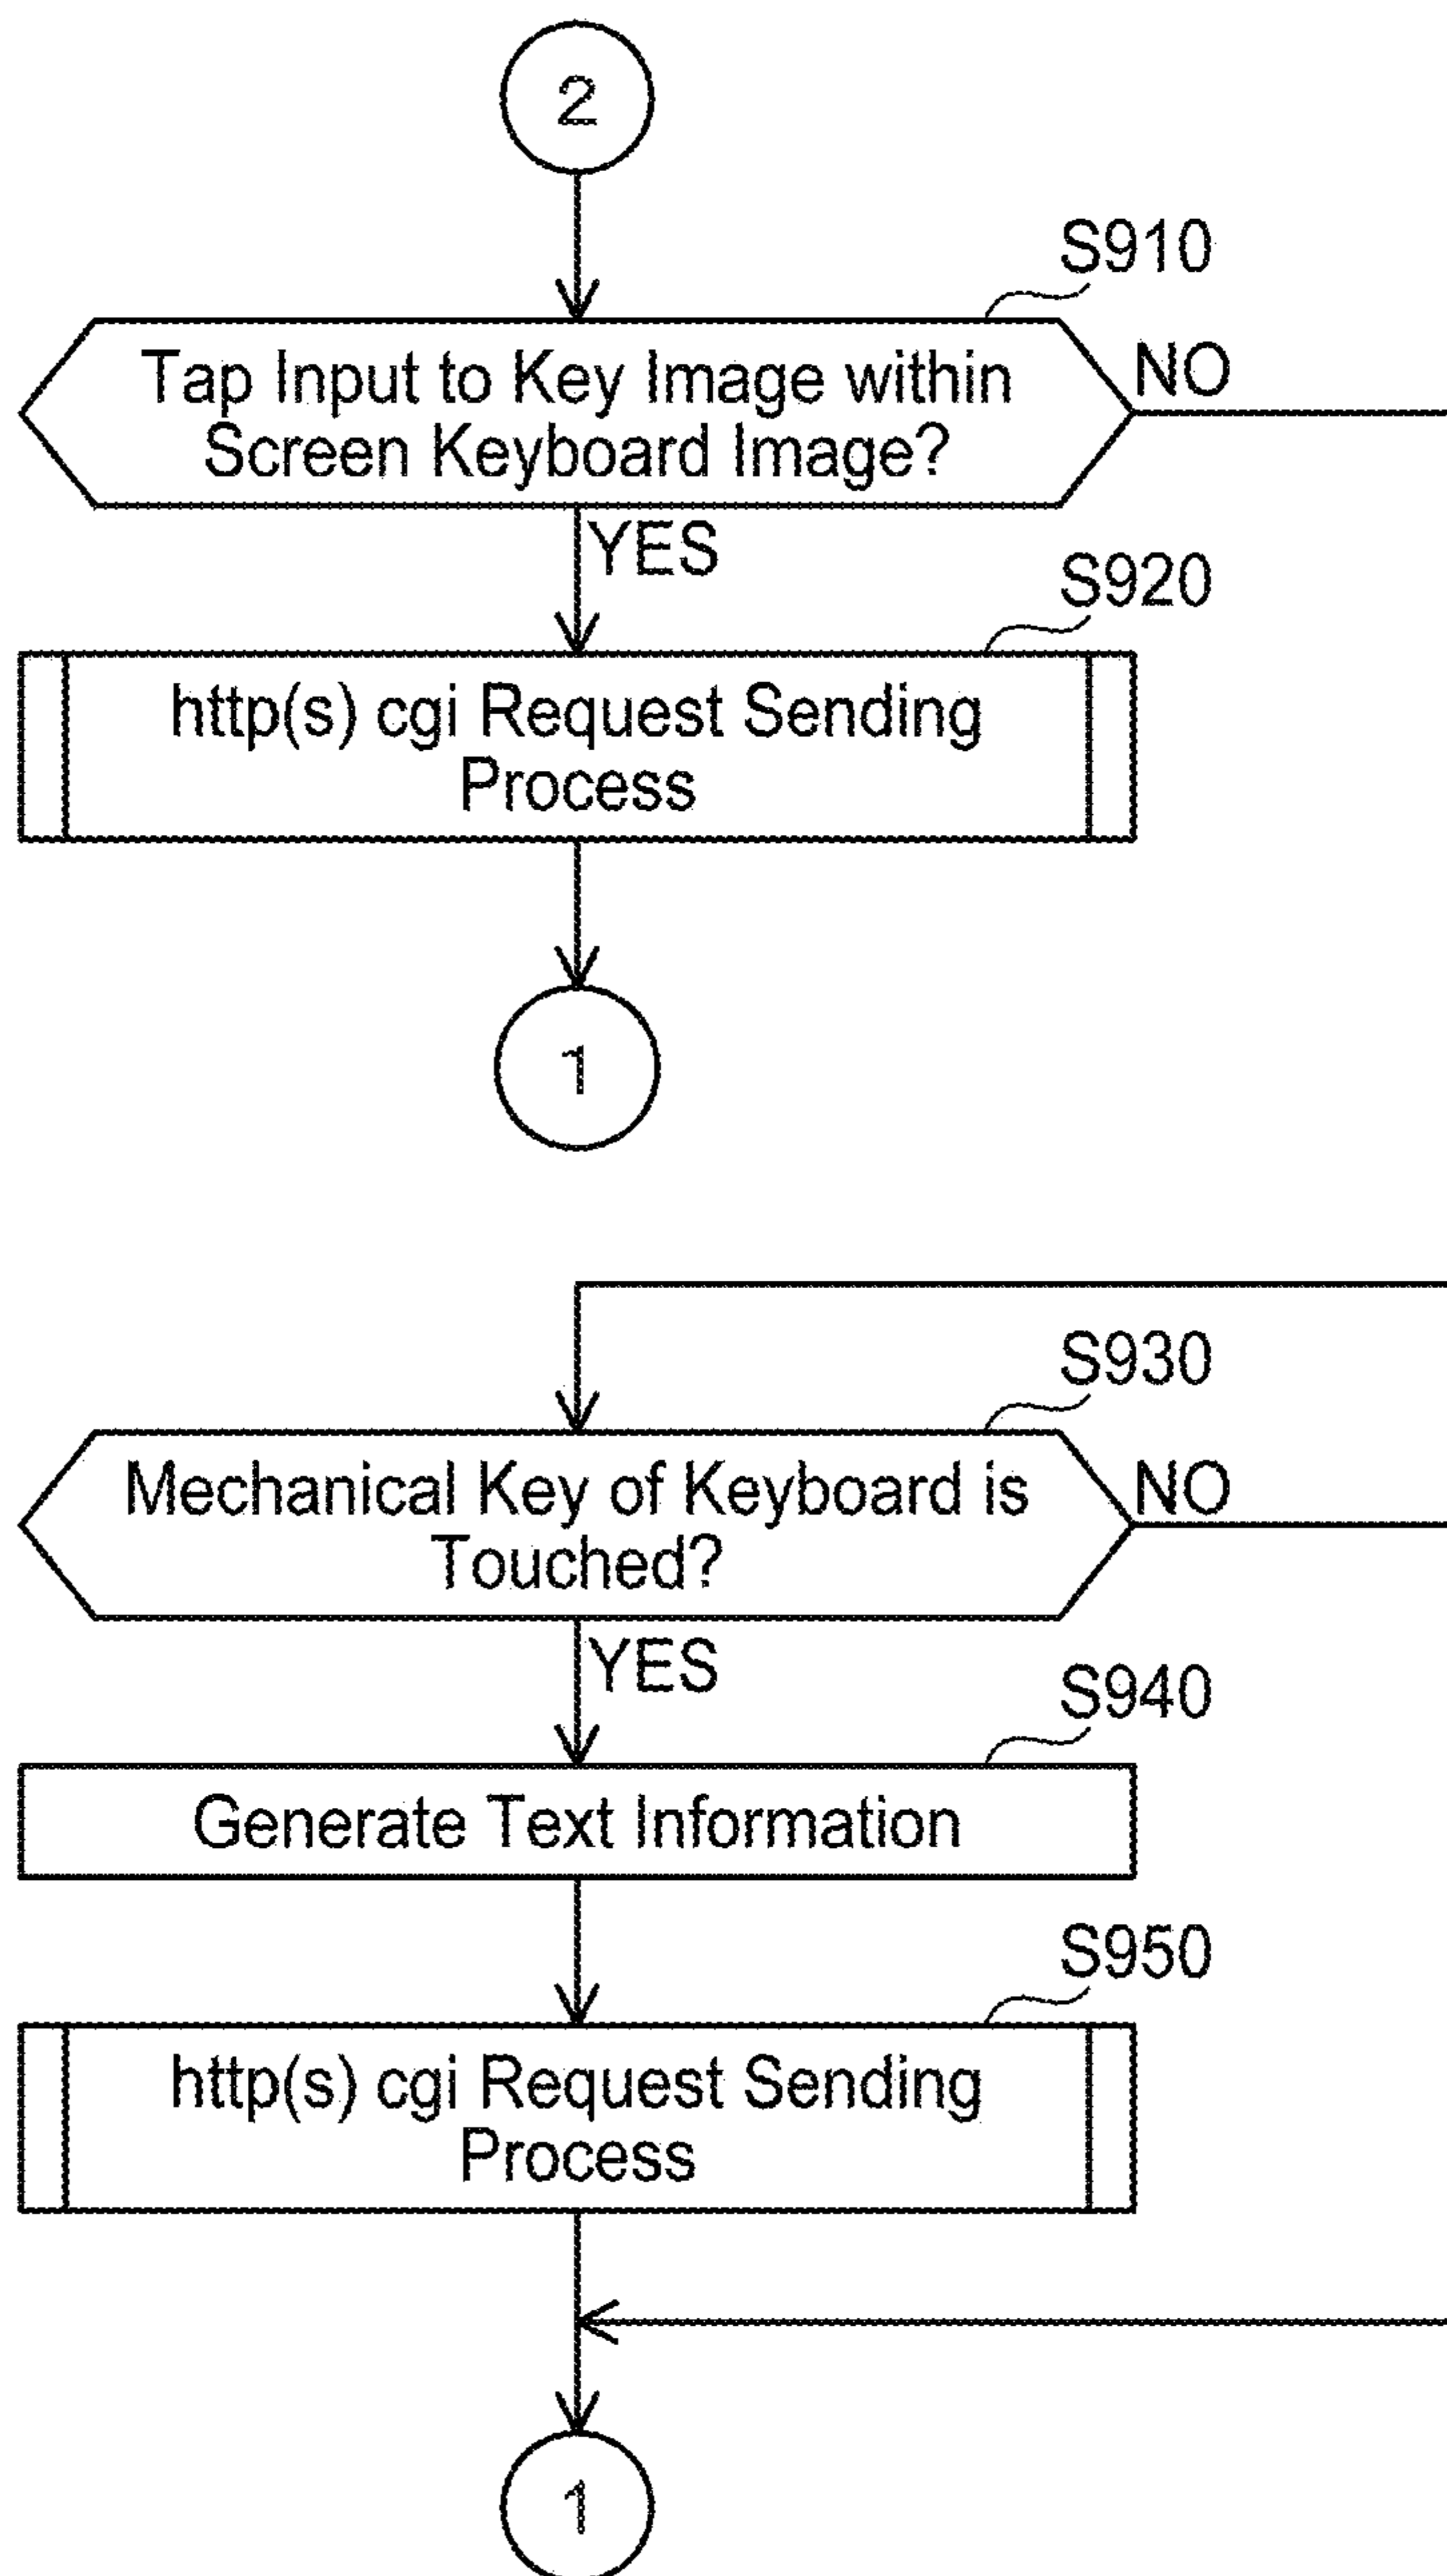 2
S910
Tap Input to Key Image within
Screen Keyboard Image?
NO
YES
S920
http(s) cgi Request Sending
Process
1
S930
Mechanical Key of Keyboard is
Touched?
NO
YES
S940
Generate Text Information
S950
http(s) cgi Request Sending
Process
1